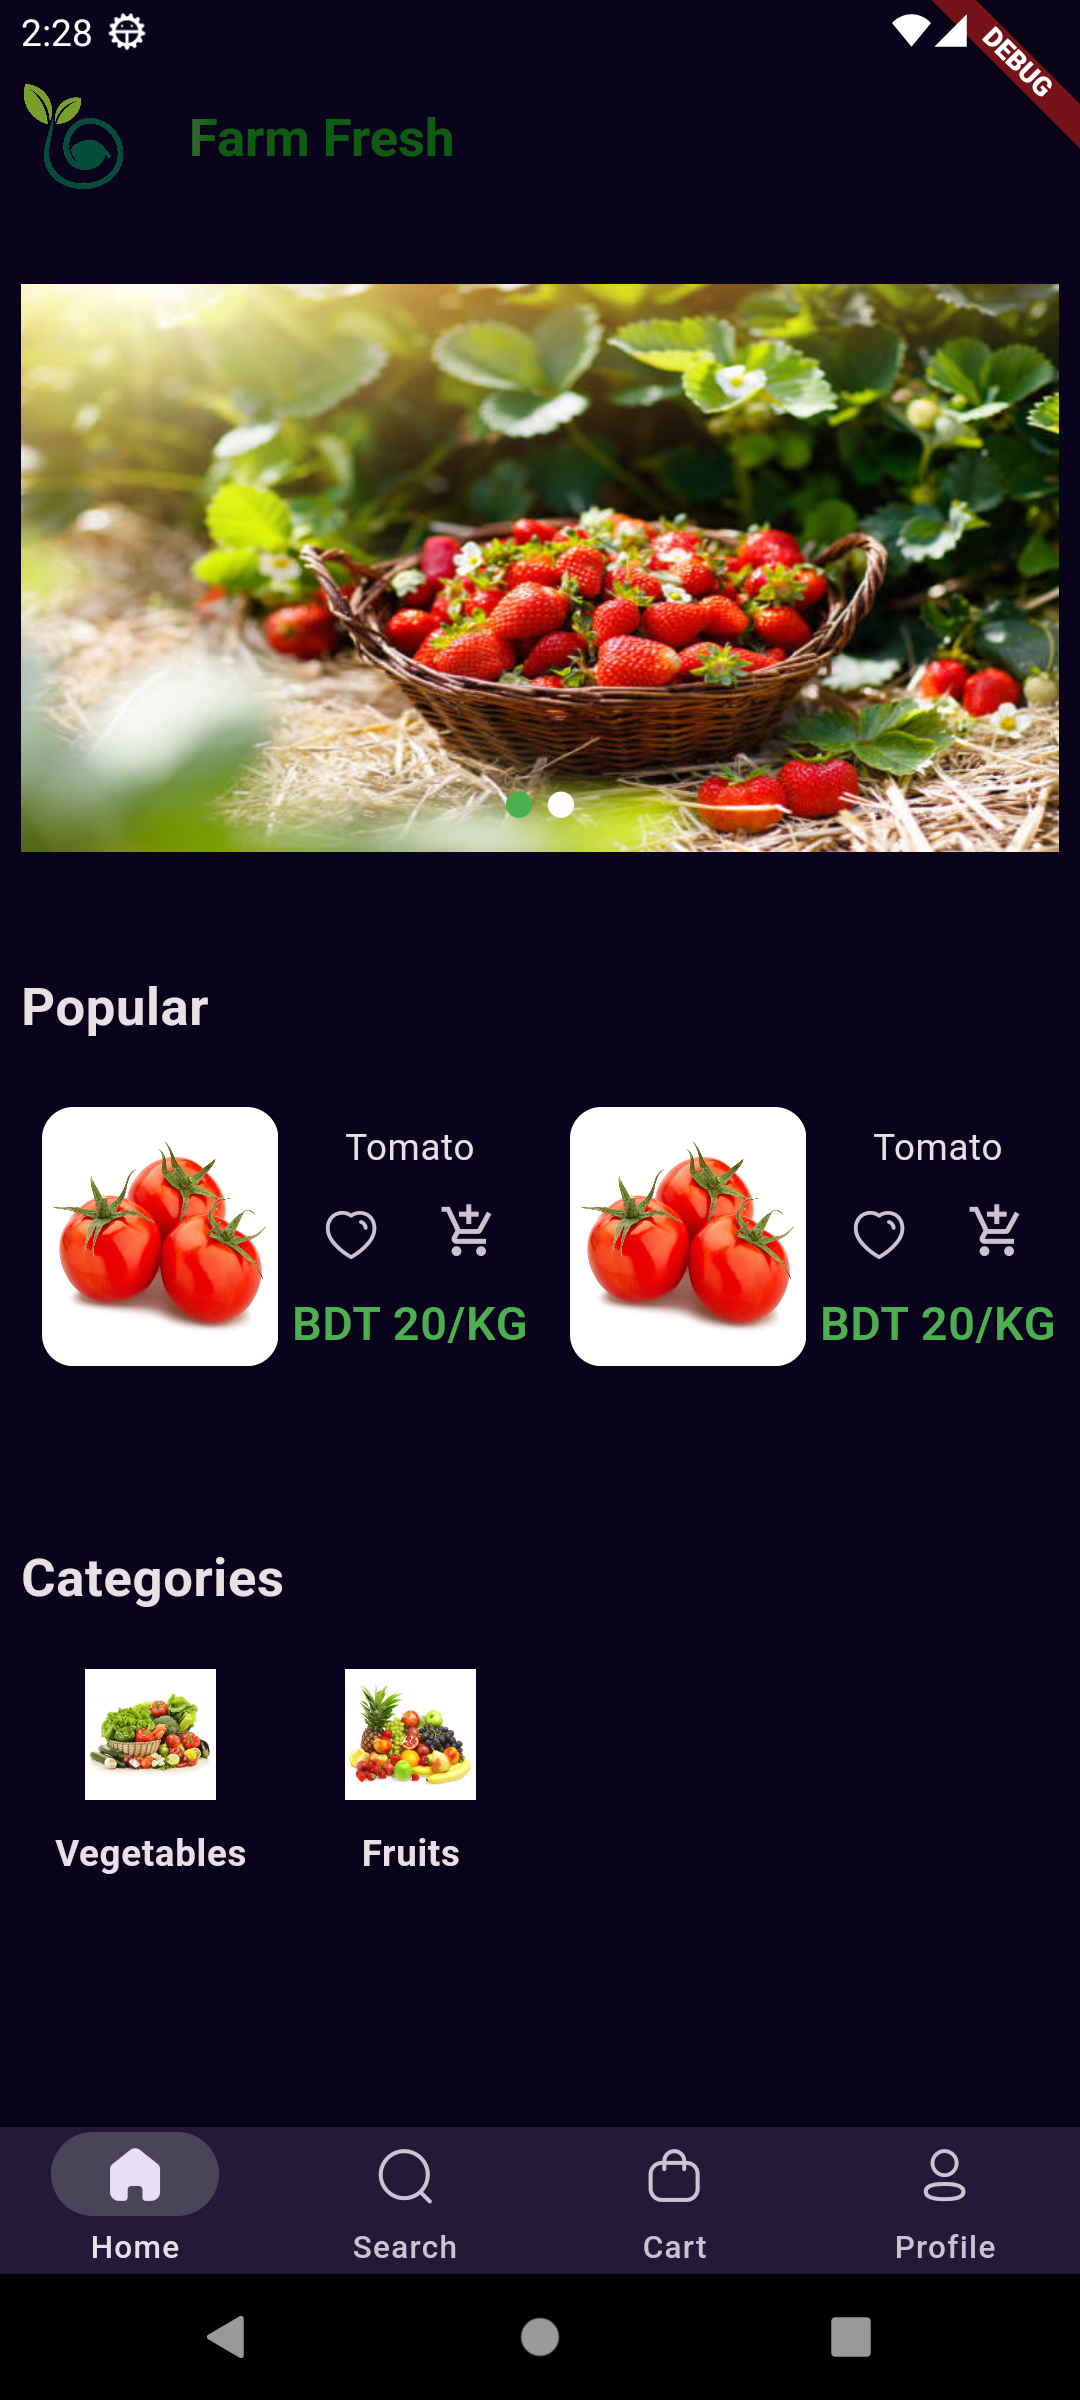 2:28
DEBUG
Farm Fresh
Popular
Tomato
BDT 20/KG
Tomato
BDT 20/KG
Categories
Vegetables
Fruits
Home
Search
Cart
Profile